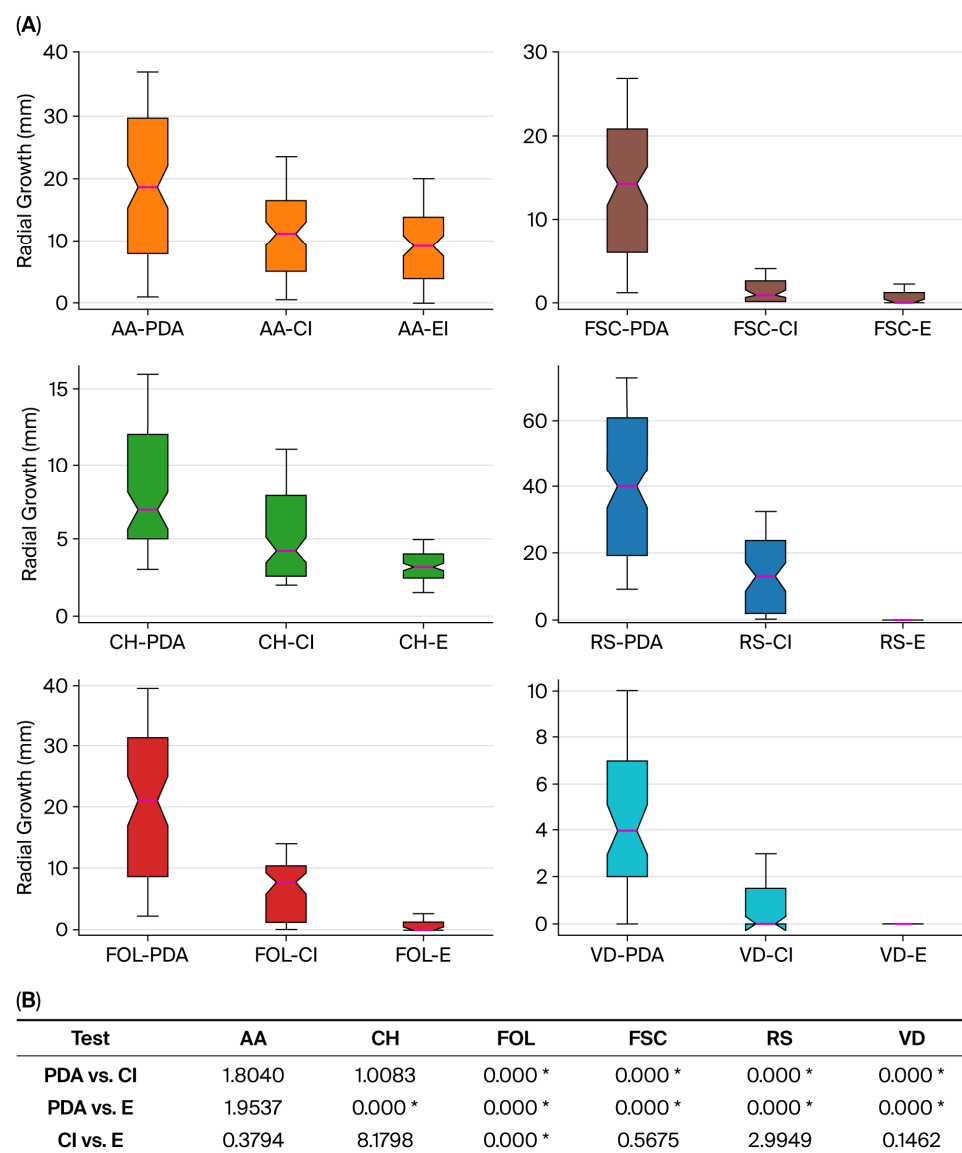 (A)
40
30
20
10
0
Radial Growth (mm)
AA-PDA AA-CI AA-EI
30
20
10
0
FSC-PDA FSC-CI FSC-E
15
10
5
0
Radial Growth (mm)
CH-PDA CH-CI CH-E
60
40
20
0
RS-PDA RS-CI RS-E
40
30
20
10
0
Radial Growth (mm)
FOL-PDA FOL-CI FOL-E
10
8
6
4
2
0
VD-PDA VD-CI VD-E
(B)
Test AA CH FOL FSC RS VD
PDA vs. CI 1.8040 1.0083 0.000 * 0.000 * 0.000 * 0.000 *
PDA vs. E 1.9537 0.000 * 0.000 * 0.000 * 0.000 * 0.000 *
CI vs. E 0.3794 8.1798 0.000 * 0.5675 2.9949 0.1462